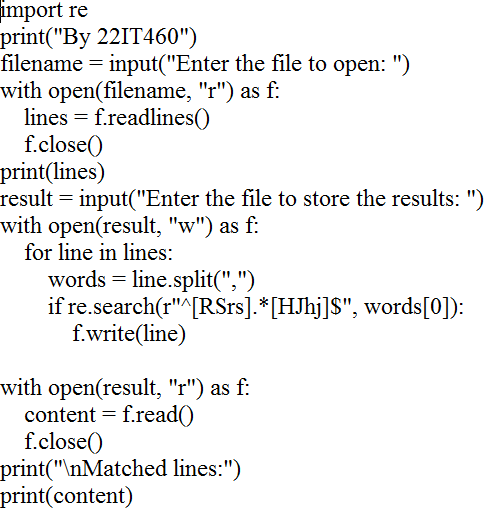 import re
print("By 22IT460")
filename = input("Enter the file to open: ")
with open(filename, "r") as f:
    lines = f.readlines()
    f.close()
print(lines)
result = input("Enter the file to store the results: ")
with open(result, "w") as f:
    for line in lines:
        words = line.split(",")
        if re.search(r"^[RSrs].*[HJhj]$", words[0]):
            f.write(line)

with open(result, "r") as f:
    content = f.read()
    f.close()
print("\nMatched lines:")
print(content)